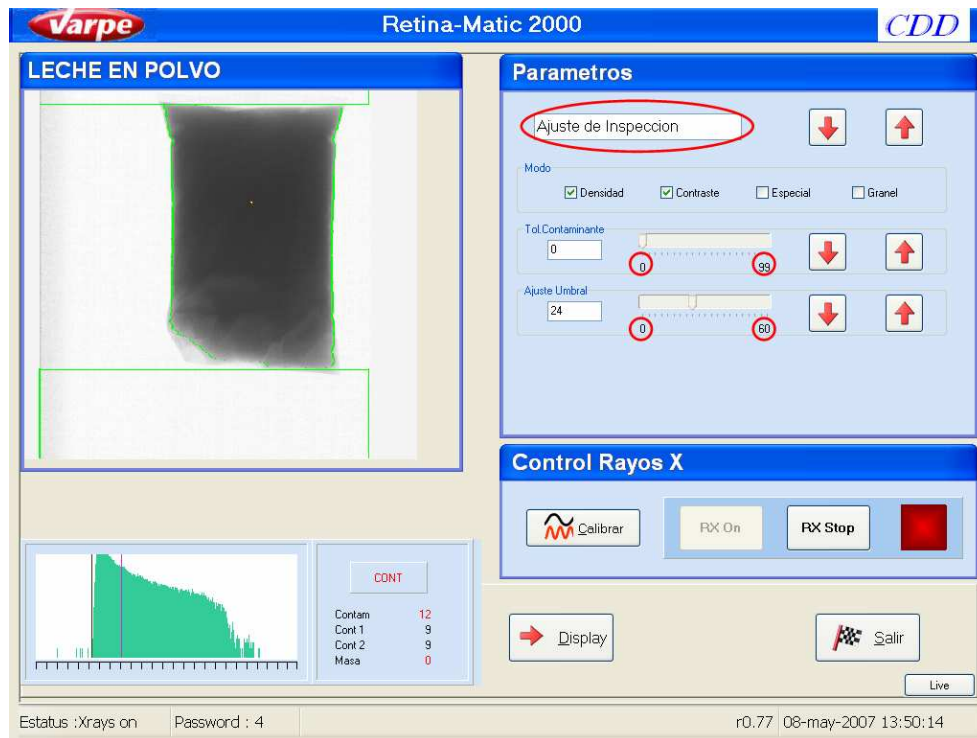 Varpe
Retina-Matic 2000
CDD
LECHE EN POLVO
Parametros
Ajuste de Inspeccion
Modo
Densidad Contraste Especial Granel
Tol.Contaminante
0
0 99
Ajuste Umbral
24
0 60
Control Rayos X
Calibrar RX On RX Stop
CONT
Contam 12
Cont 1 9
Cont 2 9
Masa 0
Display Salir
Live
Estatus :Xrays on Password : 4 r0.77 08-may-2007 13:50:14